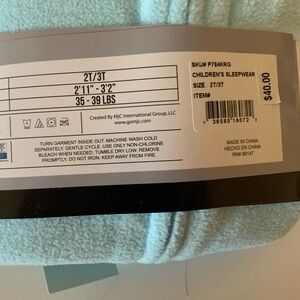 2T/3T
2'11" - 3'2"
35 - 39 LBS
Created By MJC International Group, LLC
www.gomjc.com
TURN GARMENT INSIDE OUT. MACHINE WASH COLD
SEPARATELY. GENTLE CYCLE. USE ONLY NON-CHLORINE
BLEACH WHEN NEEDED. TUMBLE DRY LOW. REMOVE
PROMPTLY. DO NOT IRON. KEEP AWAY FROM FIRE.
SKU# P784KRG
CHILDREN'S SLEEPWEAR
SIZE 2T/3T
ITEM#
$40.00
MADE IN CHINA
HECHO EN CHINA